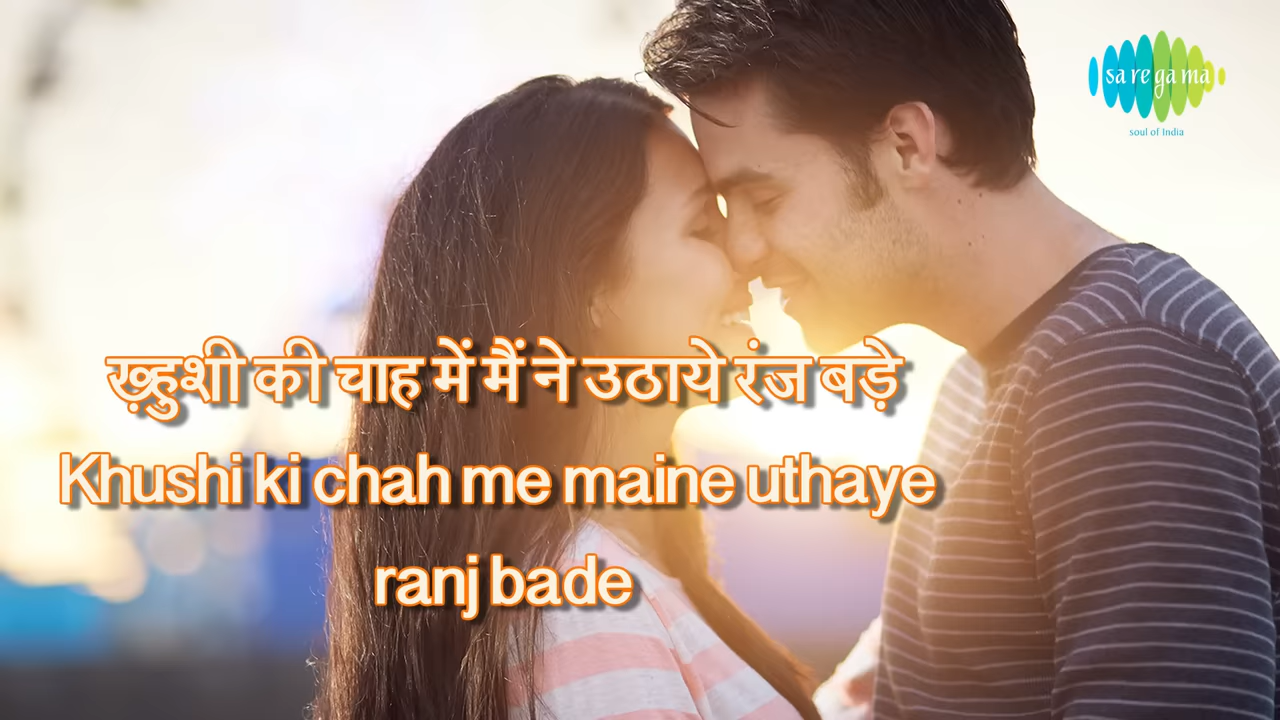 sa re ga ma
soul of India
ख़्हुशी की चाह में मैं ने उठाये रंज बड़े
Khushi ki chah me maine uthaye
ranj bade